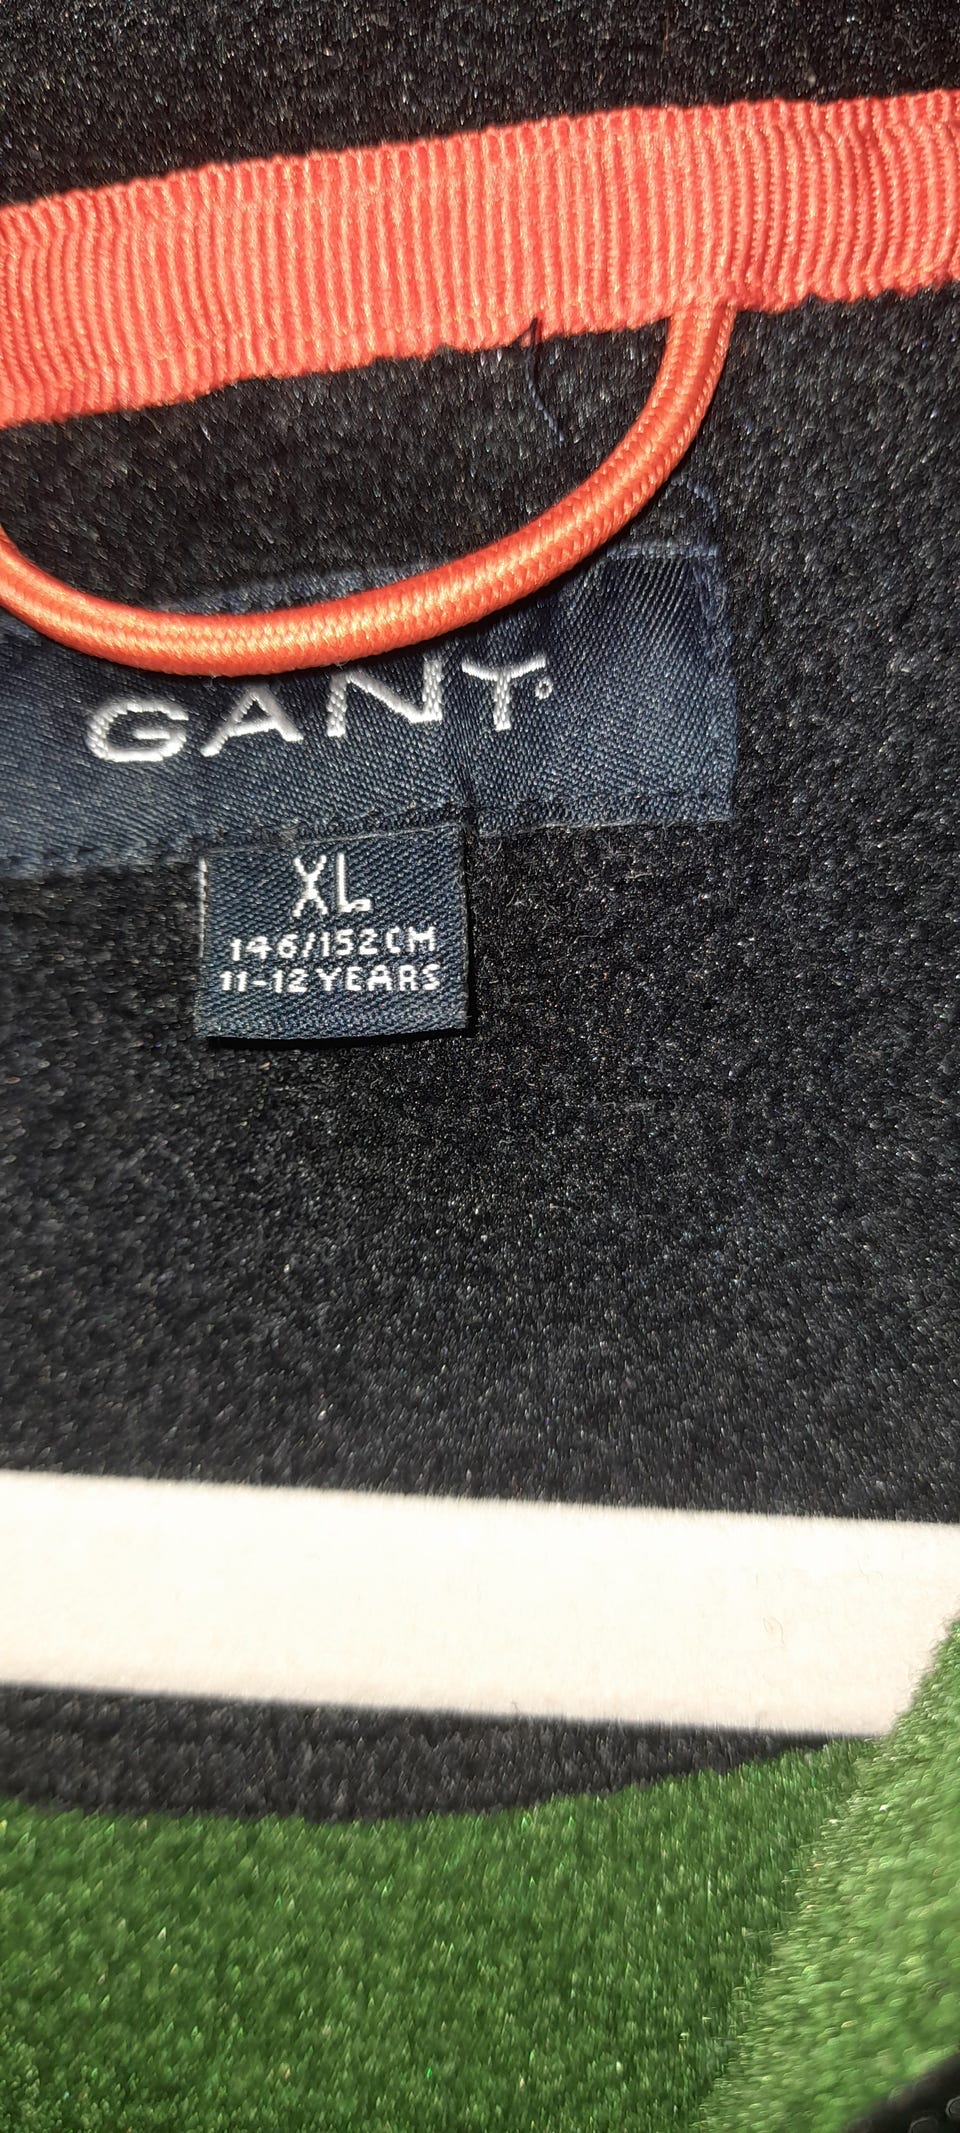 GANT
XL
146/152CM
11-12 YEARS